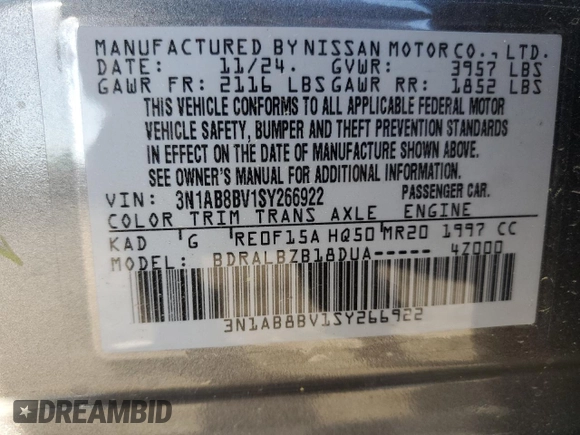 MANUFACTURED BY NISSAN MOTOR CO., LTD.
DATE: 11/24. GVWR: 3957 LBS
GAWR FR: 2116 LBS GAWR RR: 1852 LBS
THIS VEHICLE CONFORMS TO ALL APPLICABLE FEDERAL MOTOR
VEHICLE SAFETY, BUMPER AND THEFT PREVENTION STANDARDS
IN EFFECT ON THE DATE OF MANUFACTURE SHOWN ABOVE.
SEE OWNER'S MANUAL FOR ADDITIONAL INFORMATION.
VIN: 3N1AB8BV1SY266922 PASSENGER CAR.
COLOR TRIM TRANS AXLE ENGINE
KAD G RE0F15A HQ50 MR20 1997 CC
MODEL: BDRALBZB18DUA----- 4Z000
3N1AB8BV1SY266922
DREAMBID